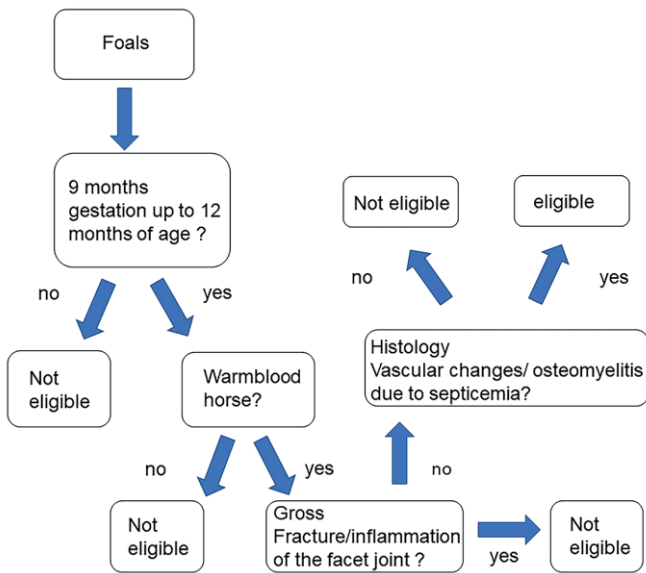 Foals
9 months
gestation up to 12
months of age ?
Not eligible
eligible
no
yes
no
yes
Histology
Vascular changes/ osteomyelitis
due to septicemia?
Not
eligible
Warmblood
horse?
no
yes
no
Not
eligible
Gross
Fracture/inflammation
of the facet joint ?
yes
Not
eligible